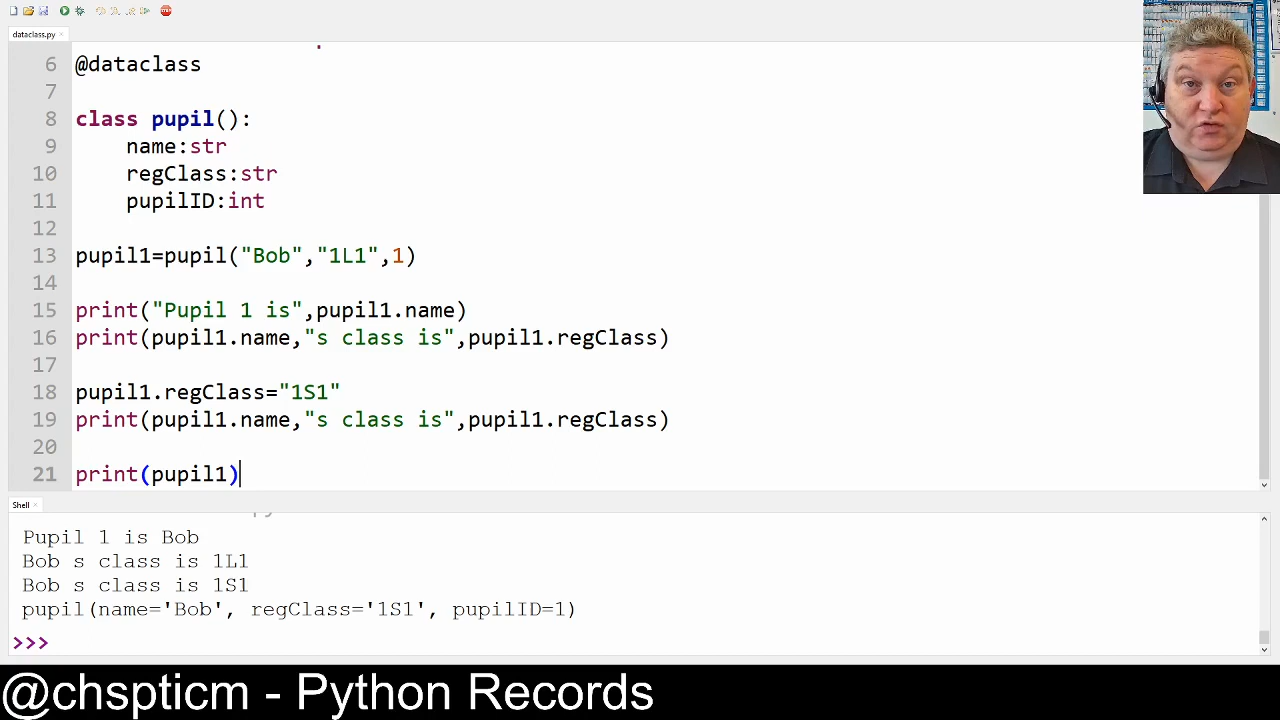 dataclass.py ×
6 @dataclass
7
8 class pupil():
9 name:str
10 regClass:str
11 pupilID:int
12
13 pupil1=pupil("Bob","1L1",1)
14
15 print("Pupil 1 is",pupil1.name)
16 print(pupil1.name,"s class is",pupil1.regClass)
17
18 pupil1.regClass="1S1"
19 print(pupil1.name,"s class is",pupil1.regClass)
20
21 print(pupil1)
Shell ×
Pupil 1 is Bob
Bob s class is 1L1
Bob s class is 1S1
pupil(name='Bob', regClass='1S1', pupilID=1)
>>>
@chspticm - Python Records